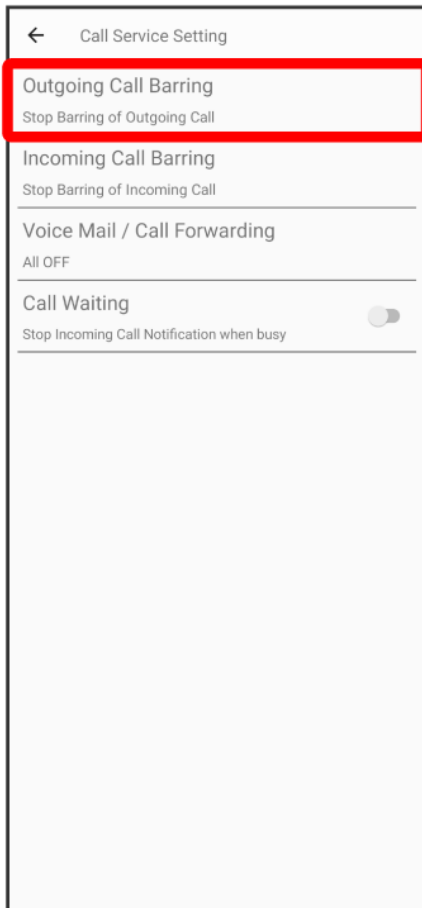 Call Service Setting
Outgoing Call Barring
Stop Barring of Outgoing Call
Incoming Call Barring
Stop Barring of Incoming Call
Voice Mail / Call Forwarding
All OFF
Call Waiting
Stop Incoming Call Notification when busy